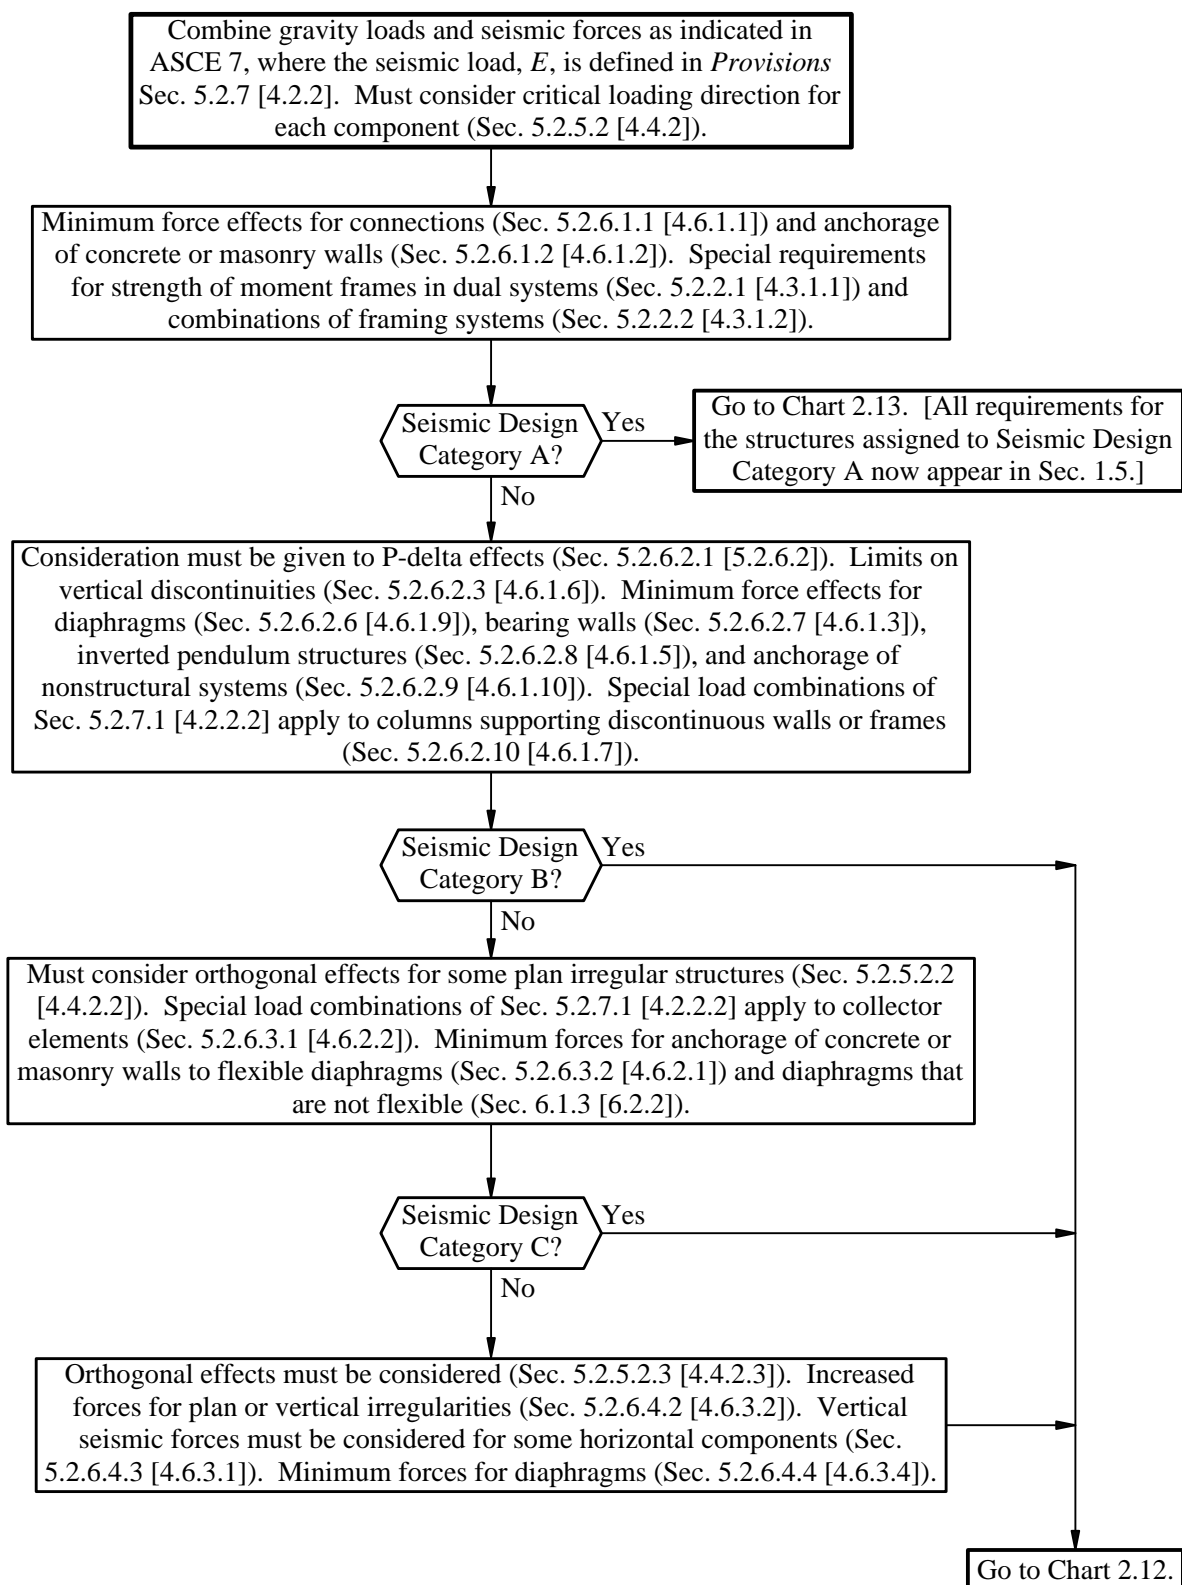 Combine gravity loads and seismic forces as indicated in
ASCE 7, where the seismic load, E, is defined in Provisions
Sec. 5.2.7 [4.2.2]. Must consider critical loading direction for
each component (Sec. 5.2.5.2 [4.4.2]).
Minimum force effects for connections (Sec. 5.2.6.1.1 [4.6.1.1]) and anchorage
of concrete or masonry walls (Sec. 5.2.6.1.2 [4.6.1.2]). Special requirements
for strength of moment frames in dual systems (Sec. 5.2.2.1 [4.3.1.1]) and
combinations of framing systems (Sec. 5.2.2.2 [4.3.1.2]).
Seismic Design
Category A?
Yes
Go to Chart 2.13. [All requirements for
the structures assigned to Seismic Design
Category A now appear in Sec. 1.5.]
No
Consideration must be given to P-delta effects (Sec. 5.2.6.2.1 [5.2.6.2]). Limits on
vertical discontinuities (Sec. 5.2.6.2.3 [4.6.1.6]). Minimum force effects for
diaphragms (Sec. 5.2.6.2.6 [4.6.1.9]), bearing walls (Sec. 5.2.6.2.7 [4.6.1.3]),
inverted pendulum structures (Sec. 5.2.6.2.8 [4.6.1.5]), and anchorage of
nonstructural systems (Sec. 5.2.6.2.9 [4.6.1.10]). Special load combinations of
Sec. 5.2.7.1 [4.2.2.2] apply to columns supporting discontinuous walls or frames
(Sec. 5.2.6.2.10 [4.6.1.7]).
Seismic Design
Category B?
Yes
No
Must consider orthogonal effects for some plan irregular structures (Sec. 5.2.5.2.2
[4.4.2.2]). Special load combinations of Sec. 5.2.7.1 [4.2.2.2] apply to collector
elements (Sec. 5.2.6.3.1 [4.6.2.2]). Minimum forces for anchorage of concrete or
masonry walls to flexible diaphragms (Sec. 5.2.6.3.2 [4.6.2.1]) and diaphragms that
are not flexible (Sec. 6.1.3 [6.2.2]).
Seismic Design
Category C?
Yes
No
Orthogonal effects must be considered (Sec. 5.2.5.2.3 [4.4.2.3]). Increased
forces for plan or vertical irregularities (Sec. 5.2.6.4.2 [4.6.3.2]). Vertical
seismic forces must be considered for some horizontal components (Sec.
5.2.6.4.3 [4.6.3.1]). Minimum forces for diaphragms (Sec. 5.2.6.4.4 [4.6.3.4]).
Go to Chart 2.12.